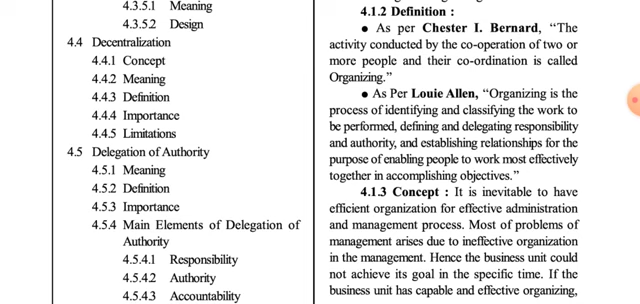 4.3.5.1 Meaning
4.3.5.2 Design
4.4 Decentralization
4.4.1 Concept
4.4.2 Meaning
4.4.3 Definition
4.4.4 Importance
4.4.5 Limitations
4.5 Delegation of Authority
4.5.1 Meaning
4.5.2 Definition
4.5.3 Importance
4.5.4 Main Elements of Delegation of
Authority
4.5.4.1 Responsibility
4.5.4.2 Authority
4.5.4.3 Accountability
4.1.2 Definition :
● As per Chester I. Bernard, “The
activity conducted by the co-operation of two or
more people and their co-ordination is called
Organizing.”
● As Per Louie Allen, “Organizing is the
process of identifying and classifying the work to
be performed, defining and delegating responsibility
and authority, and establishing relationships for the
purpose of enabling people to work most effectively
together in accomplishing objectives.”
4.1.3 Concept : It is inevitable to have
efficient organization for effective administration
and management process. Most of problems of
management arises due to ineffective organization
in the management. Hence the business unit could
not achieve its goal in the specific time. If the
business unit has capable and effective organizing,